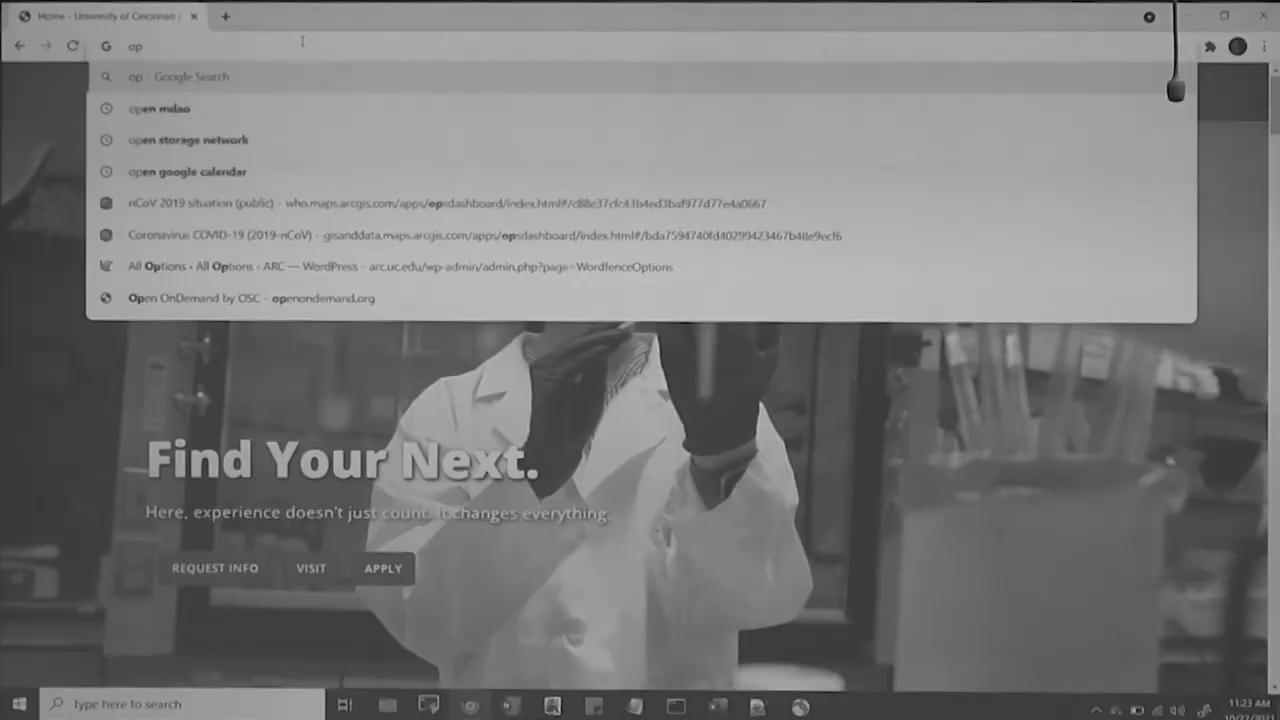 Home - University of Cincinnati |
op
op - Google Search
open mdao
open storage network
open google calendar
nCoV 2019 situation (public) - who.maps.arcgis.com/apps/opsdashboard/index.html#/c88e37cfc43b4ed3baf977d77e4a0667
Coronavirus COVID-19 (2019-nCoV) - gisanddata.maps.arcgis.com/apps/opsdashboard/index.html#/bda7594740fd40299423467b48e9ecf6
All Options ‹ All Options ‹ ARC — WordPress - arc.uc.edu/wp-admin/admin.php?page=WordfenceOptions
Open OnDemand by OSC - openondemand.org
Find Your Next.
Here, experience doesn't just count. It changes everything.
REQUEST INFO VISIT APPLY
Type here to search
11:23 AM